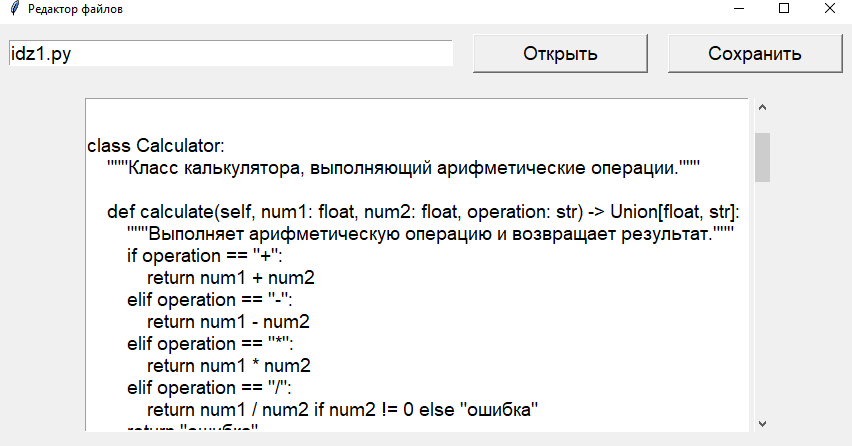 Редактор файлов
idz1.py
Открыть
Сохранить
class Calculator:
    """Класс калькулятора, выполняющий арифметические операции."""
    def calculate(self, num1: float, num2: float, operation: str) -> Union[float, str]:
        """Выполняет арифметическую операцию и возвращает результат."""
        if operation == "+":
            return num1 + num2
        elif operation == "-":
            return num1 - num2
        elif operation == "*":
            return num1 * num2
        elif operation == "/":
            return num1 / num2 if num2 != 0 else "ошибка"
        return "ошибка"